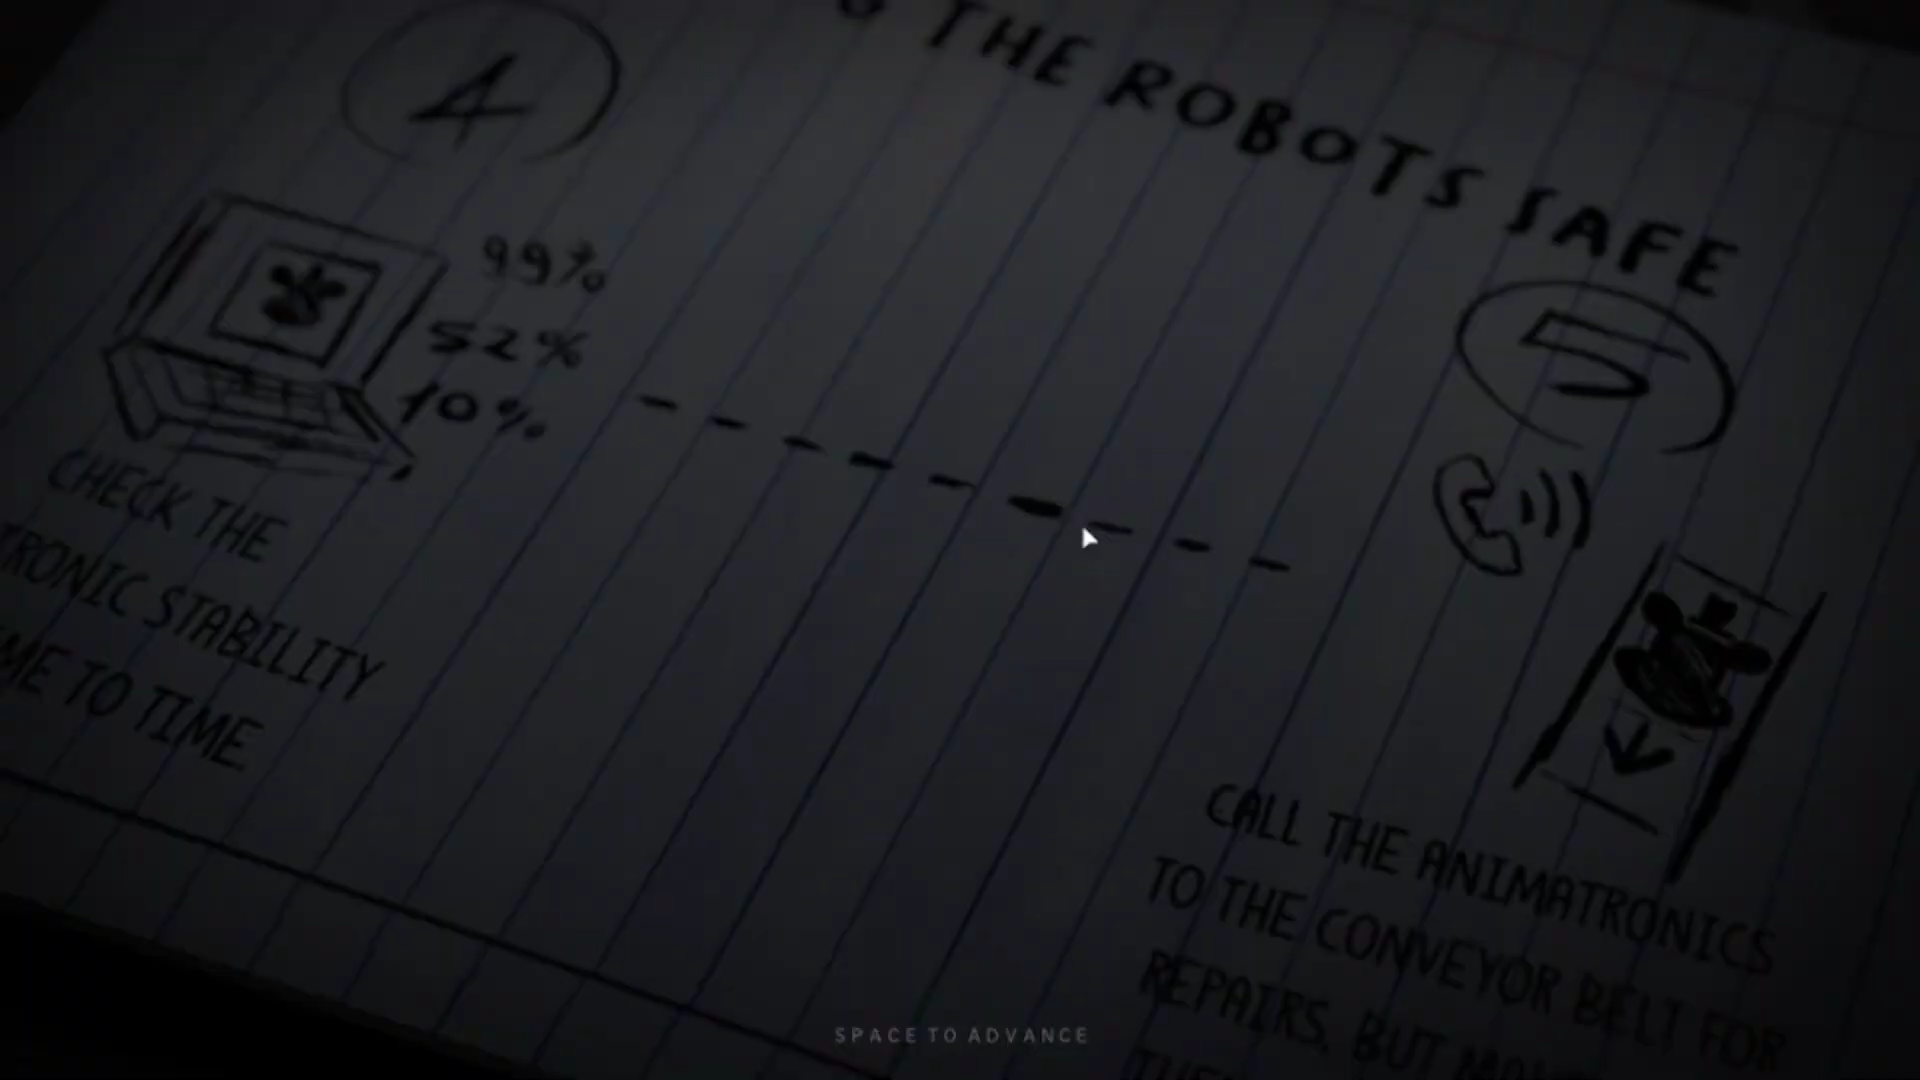 THE ROBOTS SAFE
4
99%
52%
10%
CHECK THE
TRONIC STABILITY
ME TO TIME
5
CALL THE ANIMATRONICS
TO THE CONVEYOR BELT FOR
REPAIRS, BUT
SPACE TO ADVANCE